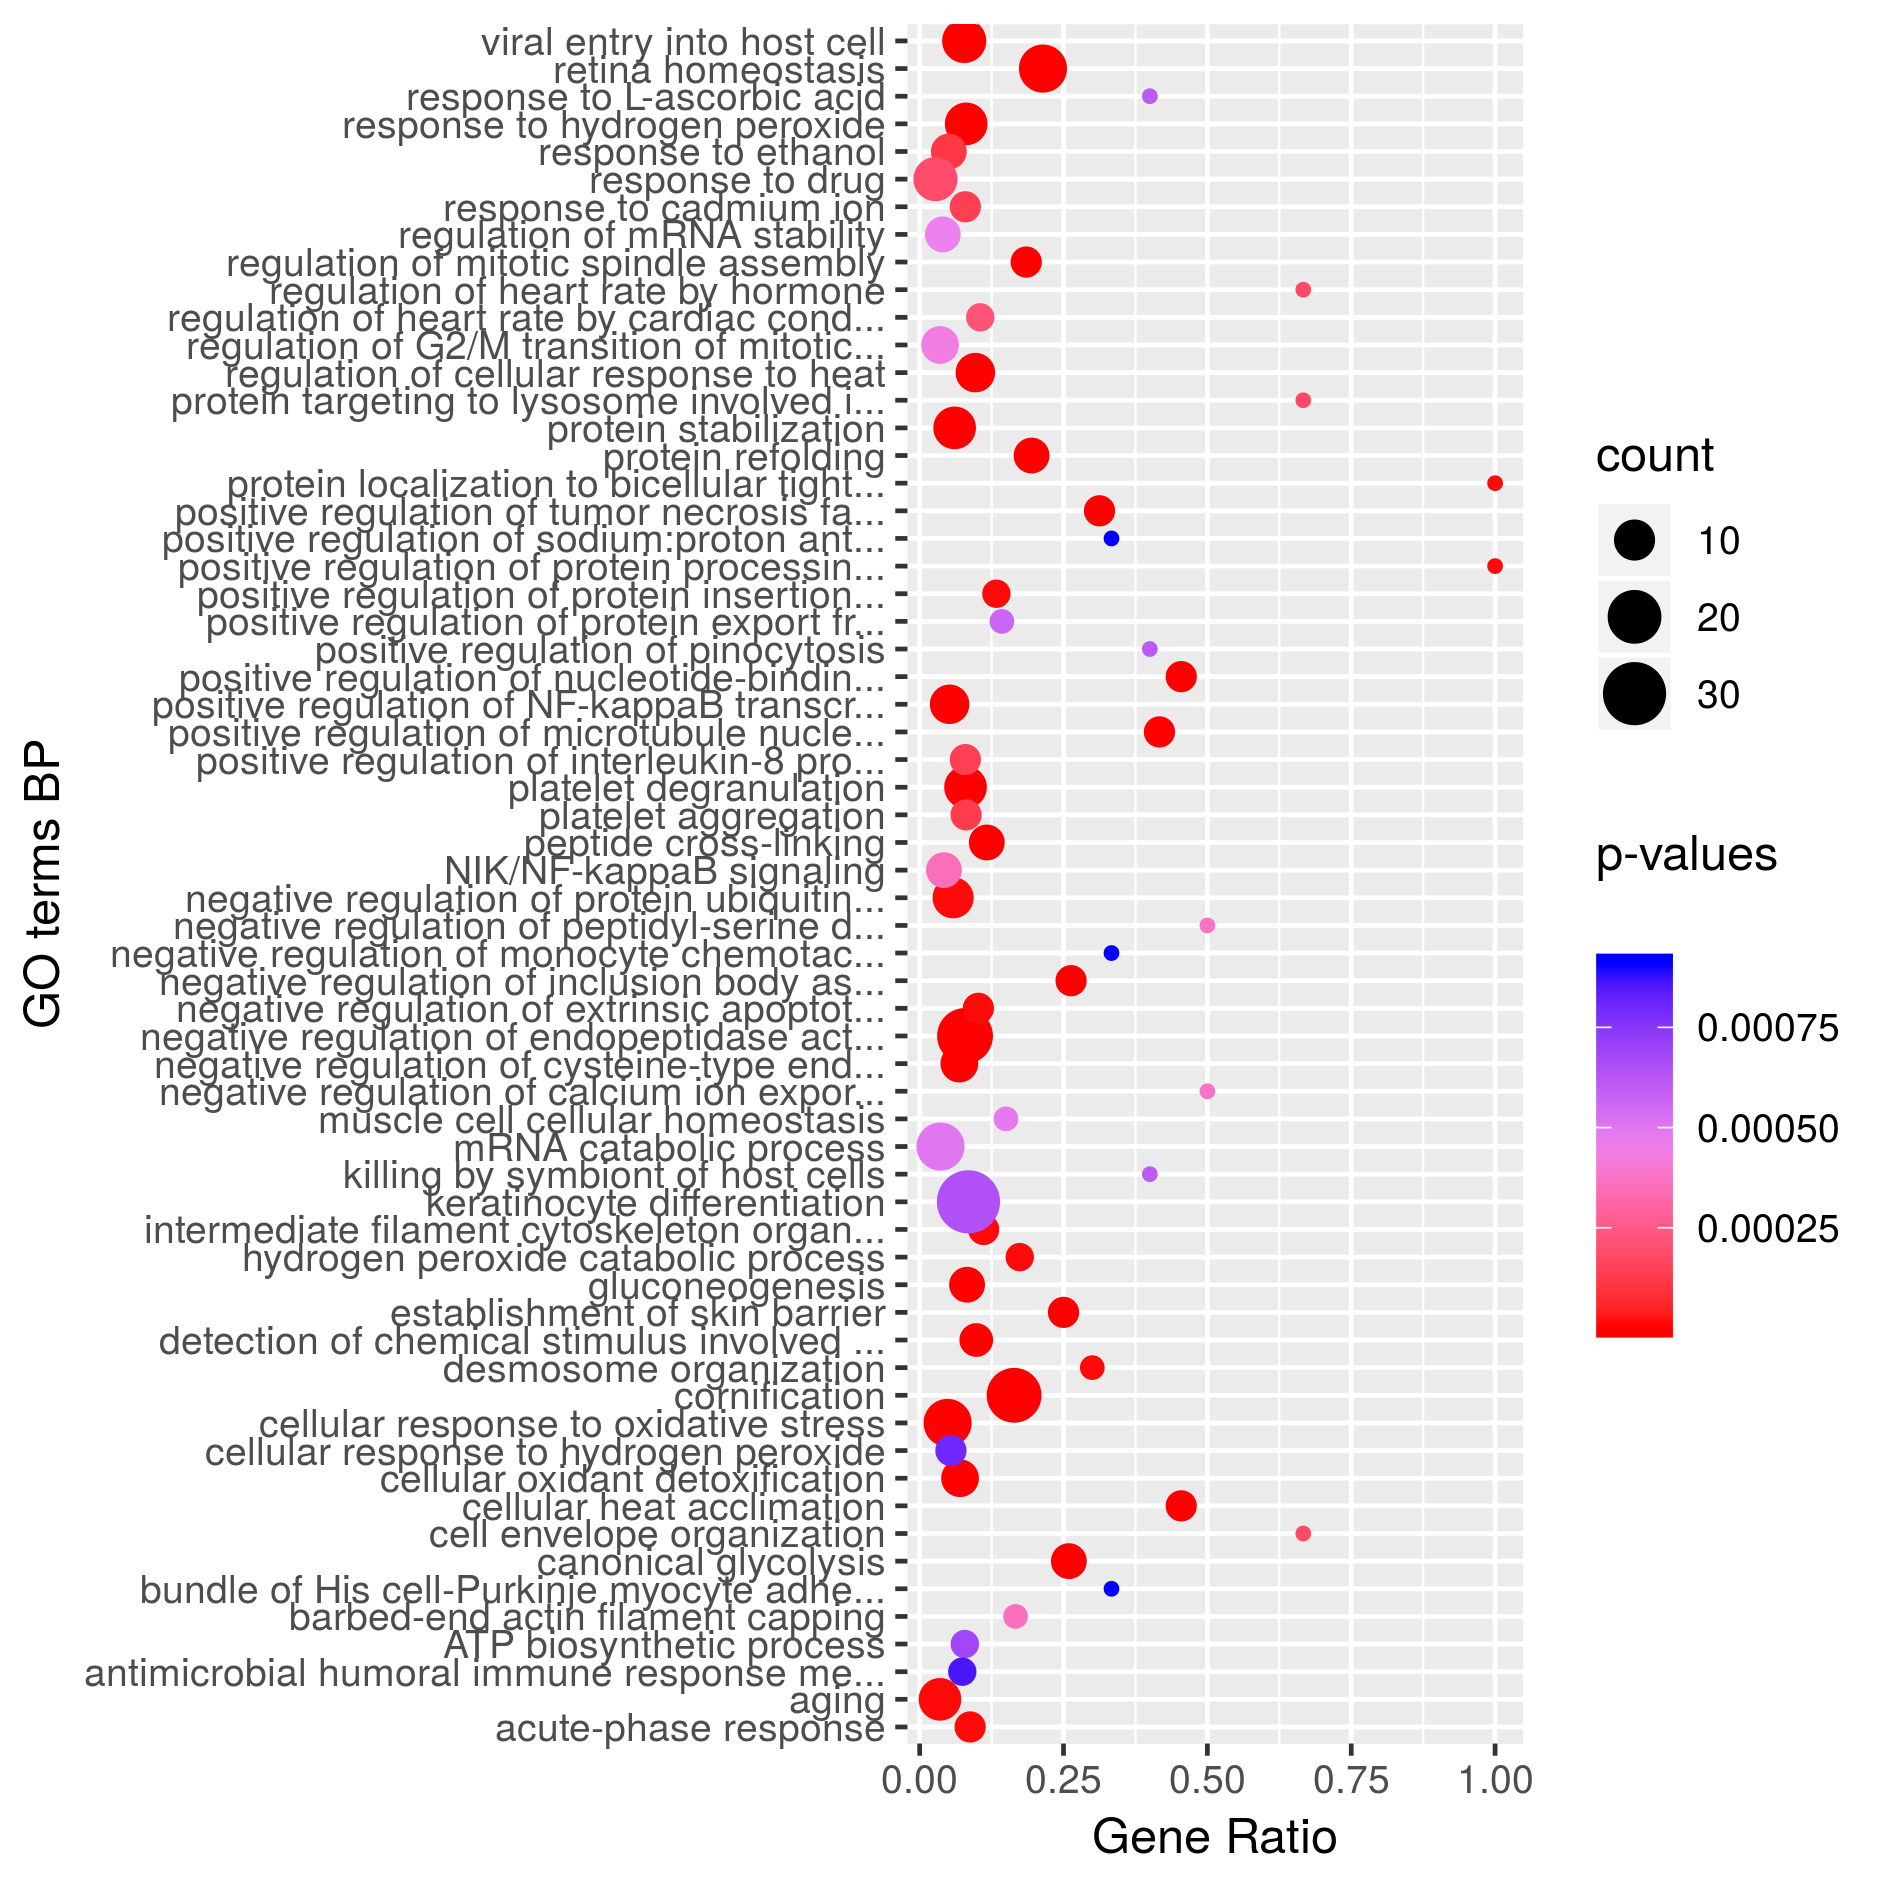 viral entry into host cell
retina homeostasis
response to L-ascorbic acid
response to hydrogen peroxide
response to ethanol
response to drug
response to cadmium ion
regulation of mRNA stability
regulation of mitotic spindle assembly
regulation of heart rate by hormone
regulation of heart rate by cardiac cond...
regulation of G2/M transition of mitotic...
regulation of cellular response to heat
protein targeting to lysosome involved i...
protein stabilization
protein refolding
protein localization to bicellular tight...
positive regulation of tumor necrosis fa...
positive regulation of sodium:proton ant...
positive regulation of protein processin...
positive regulation of protein insertion...
positive regulation of protein export fr...
positive regulation of pinocytosis
positive regulation of nucleotide-bindin...
positive regulation of NF-kappaB transcr...
positive regulation of microtubule nucle...
positive regulation of interleukin-8 pro...
platelet degranulation
platelet aggregation
peptide cross-linking
NIK/NF-kappaB signaling
negative regulation of protein ubiquitin...
negative regulation of peptidyl-serine d...
negative regulation of monocyte chemotac...
negative regulation of inclusion body as...
negative regulation of extrinsic apoptot...
negative regulation of endopeptidase act...
negative regulation of cysteine-type end...
negative regulation of calcium ion expor...
muscle cell cellular homeostasis
mRNA catabolic process
killing by symbiont of host cells
keratinocyte differentiation
intermediate filament cytoskeleton organ...
hydrogen peroxide catabolic process
gluconeogenesis
establishment of skin barrier
detection of chemical stimulus involved ...
desmosome organization
cornification
cellular response to oxidative stress
cellular response to hydrogen peroxide
cellular oxidant detoxification
cellular heat acclimation
cell envelope organization
canonical glycolysis
bundle of His cell-Purkinje myocyte adhe...
barbed-end actin filament capping
ATP biosynthetic process
antimicrobial humoral immune response me...
aging
acute-phase response
GO terms BP
0.00 0.25 0.50 0.75 1.00
Gene Ratio
count
10
20
30
p-values
0.00075
0.00050
0.00025